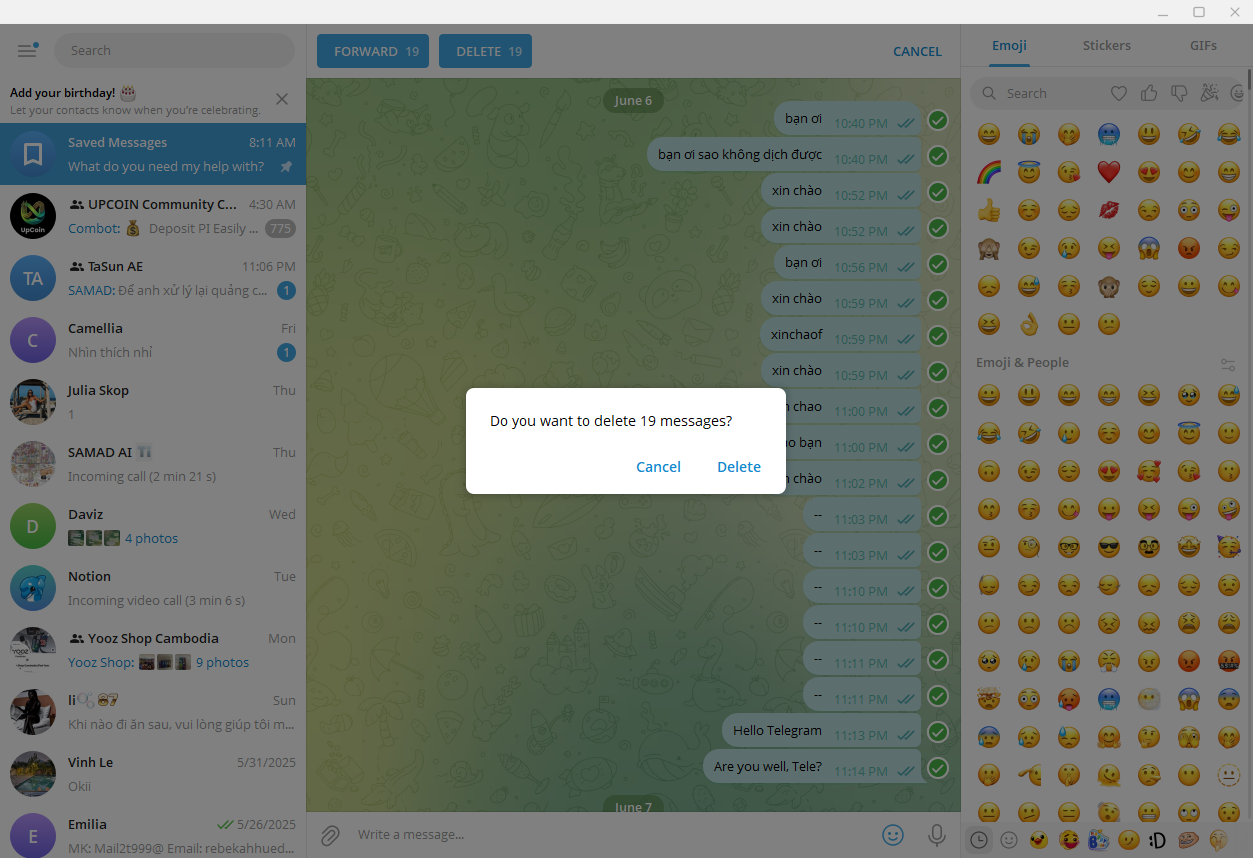 Search
FORWARD 19
DELETE 19
CANCEL
Emoji
Stickers
GIFs
Add your birthday! 🎂
Let your contacts know when you're celebrating.
Saved Messages
8:11 AM
What do you need my help with?
UPCOIN Community C...
4:30 AM
Combot: 💰 Deposit PI Easily ...
775
UpCoin
TA
TaSun AE
11:06 PM
SAMAD: Để anh xử lý lại quảng c...
1
C
Camellia
Fri
Nhìn thích nhỉ
1
Julia Skop
Thu
1
SAMAD AI
Thu
Incoming call (2 min 21 s)
D
Daviz
Wed
4 photos
Notion
Tue
Incoming video call (3 min 6 s)
Yooz Shop Cambodia
Mon
Yooz Shop: 9 photos
li
Sun
Khi nào đi ăn sau, vui lòng giúp tôi m...
Vinh Le
5/31/2025
Okii
E
Emilia
5/26/2025
MK: Mail2t999@ Email: rebekahhued...
June 6
bạn ơi 10:40 PM
bạn ơi sao không dịch được 10:40 PM
xin chào 10:52 PM
xin chào 10:52 PM
bạn ơi 10:56 PM
xin chào 10:59 PM
xinchaof 10:59 PM
xin chào 10:59 PM
chao 11:00 PM
bạn 11:00 PM
chào 11:02 PM
-- 11:03 PM
-- 11:03 PM
-- 11:10 PM
-- 11:10 PM
-- 11:11 PM
-- 11:11 PM
Hello Telegram 11:13 PM
Are you well, Tele? 11:14 PM
June 7
Do you want to delete 19 messages?
Cancel
Delete
Write a message...
Search
Emoji & People